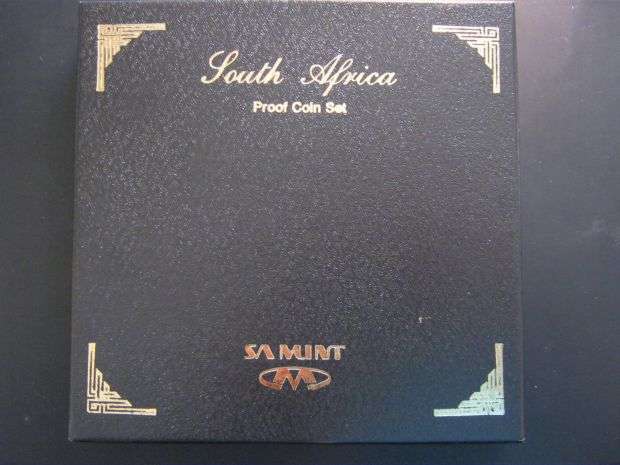 South Africa
Proof Coin Set
SA MINT
M